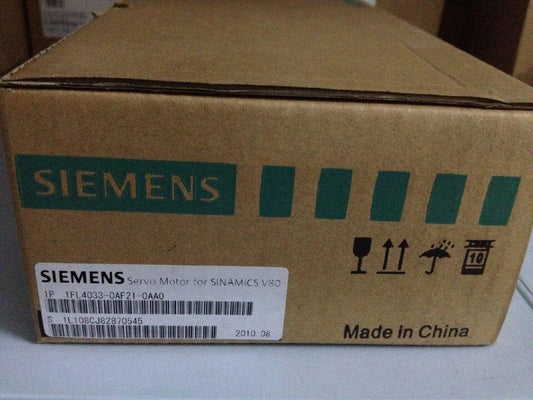 SIEMENS
10
SIEMENS Servo Motor for SINAMICS V80
1P 1FL4033-0AF21-0AA0
S 1L108CJ82870545
2010-08
Made in China